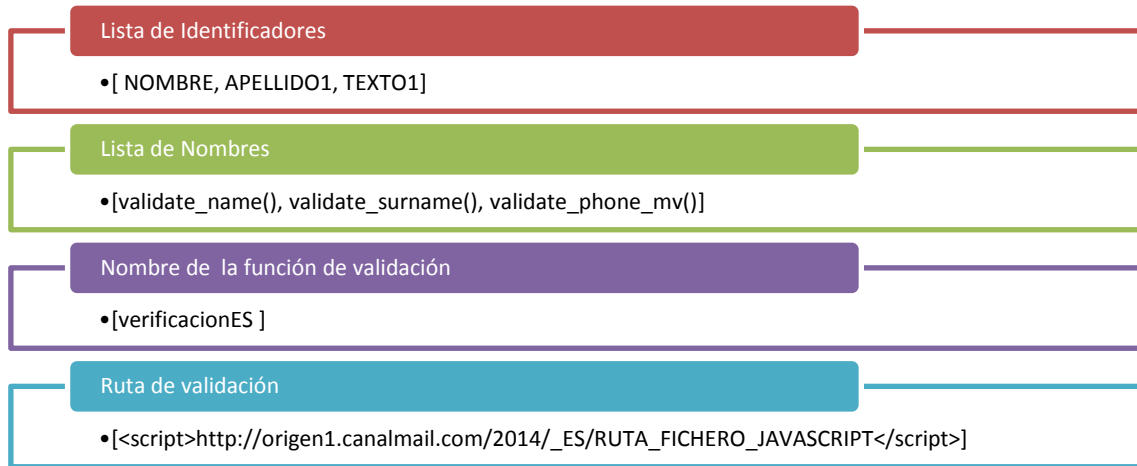 Lista de Identificadores
•[ NOMBRE, APELLIDO1, TEXTO1]
Lista de Nombres
•[validate_name(), validate_surname(), validate_phone_mv()]
Nombre de  la función de validación
•[verificacionES ]
Ruta de validación
•[<script>http://origen1.canalmail.com/2014/_ES/RUTA_FICHERO_JAVASCRIPT</script>]